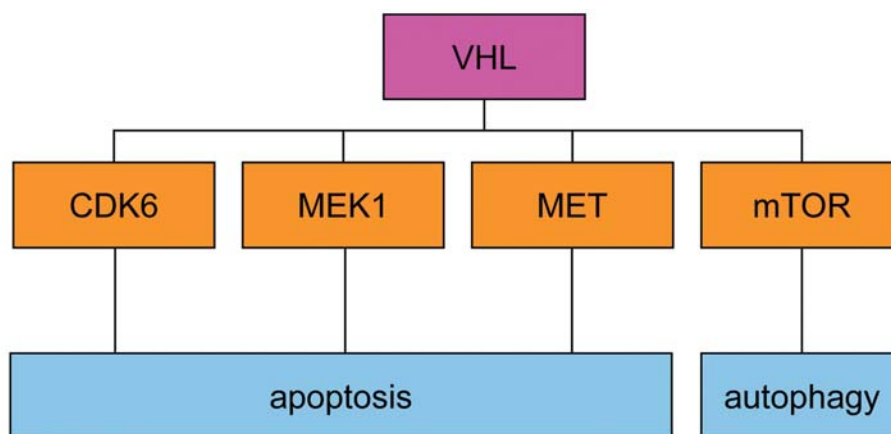 VHL
CDK6
MEK1
MET
mTOR
apoptosis
autophagy